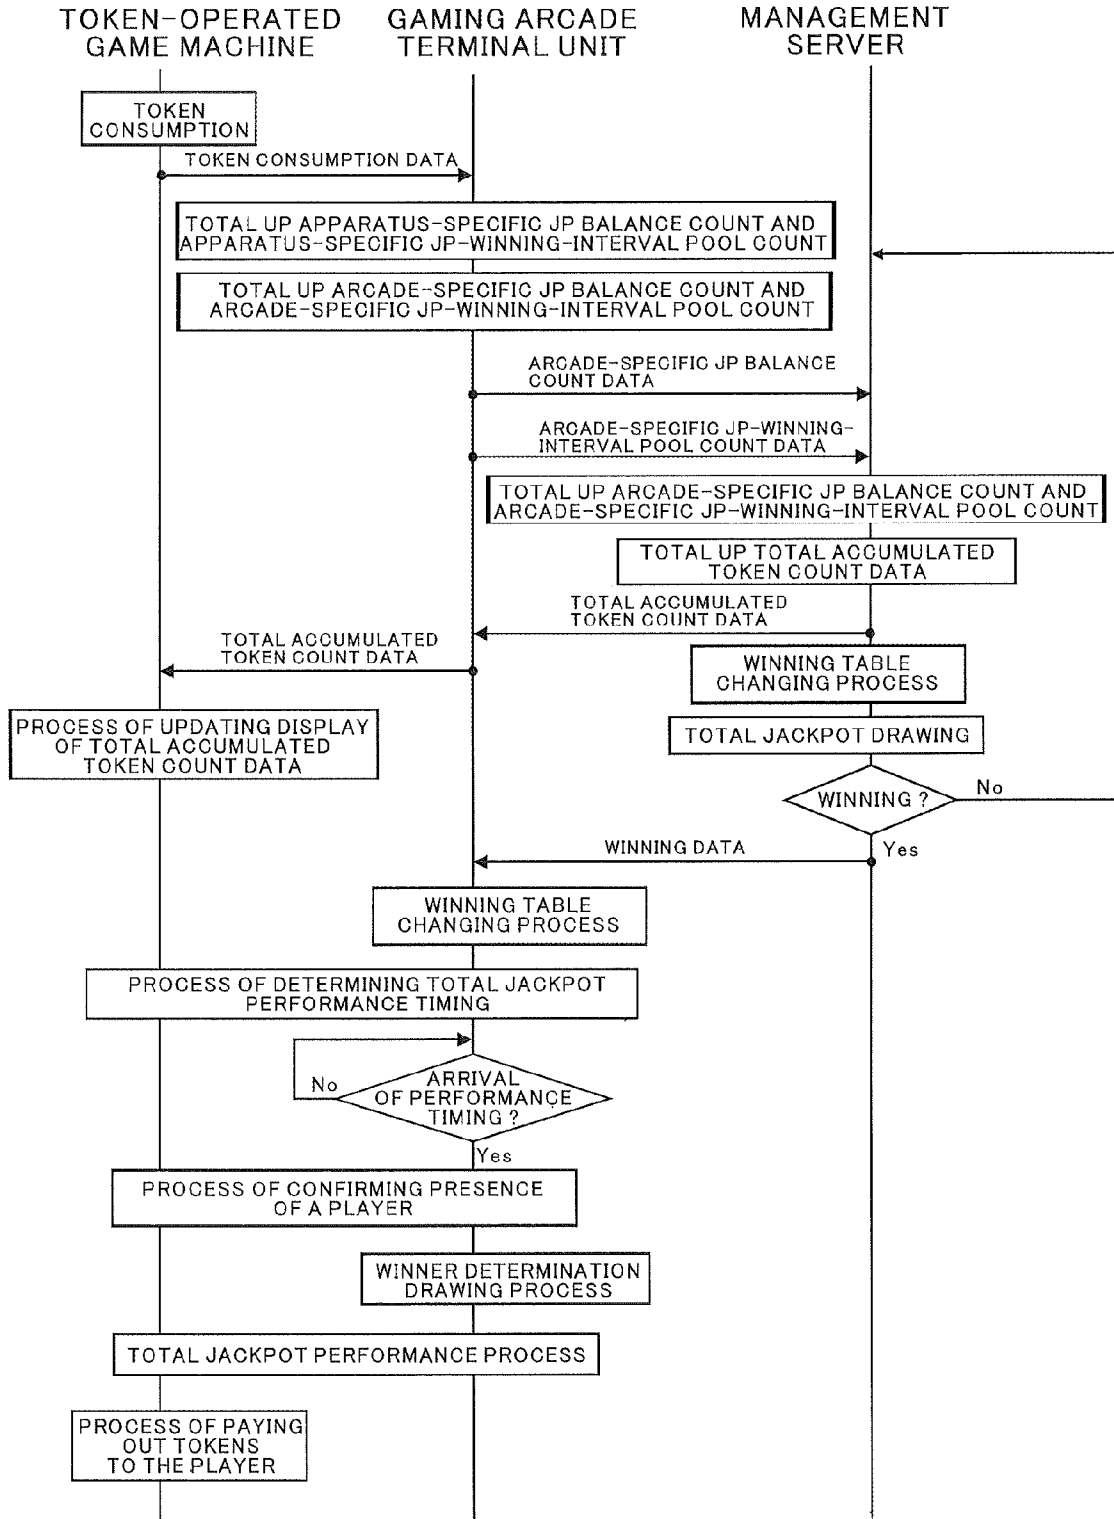 TOKEN-OPERATED
GAME MACHINE
GAMING ARCADE
TERMINAL UNIT
MANAGEMENT
SERVER
TOKEN
CONSUMPTION
TOKEN CONSUMPTION DATA
TOTAL UP APPARATUS-SPECIFIC JP BALANCE COUNT AND
APPARATUS-SPECIFIC JP-WINNING-INTERVAL POOL COUNT
TOTAL UP ARCADE-SPECIFIC JP BALANCE COUNT AND
ARCADE-SPECIFIC JP-WINNING-INTERVAL POOL COUNT
ARCADE-SPECIFIC JP BALANCE
COUNT DATA
ARCADE-SPECIFIC JP-WINNING-
INTERVAL POOL COUNT DATA
TOTAL UP ARCADE-SPECIFIC JP BALANCE COUNT AND
ARCADE-SPECIFIC JP-WINNING-INTERVAL POOL COUNT
TOTAL UP TOTAL ACCUMULATED
TOKEN COUNT DATA
TOTAL ACCUMULATED
TOKEN COUNT DATA
TOTAL ACCUMULATED
TOKEN COUNT DATA
WINNING TABLE
CHANGING PROCESS
PROCESS OF UPDATING DISPLAY
OF TOTAL ACCUMULATED
TOKEN COUNT DATA
TOTAL JACKPOT DRAWING
WINNING ?
No
Yes
WINNING DATA
WINNING TABLE
CHANGING PROCESS
PROCESS OF DETERMINING TOTAL JACKPOT
PERFORMANCE TIMING
ARRIVAL
OF PERFORMANCE
TIMING ?
No
Yes
PROCESS OF CONFIRMING PRESENCE
OF A PLAYER
WINNER DETERMINATION
DRAWING PROCESS
TOTAL JACKPOT PERFORMANCE PROCESS
PROCESS OF PAYING
OUT TOKENS
TO THE PLAYER